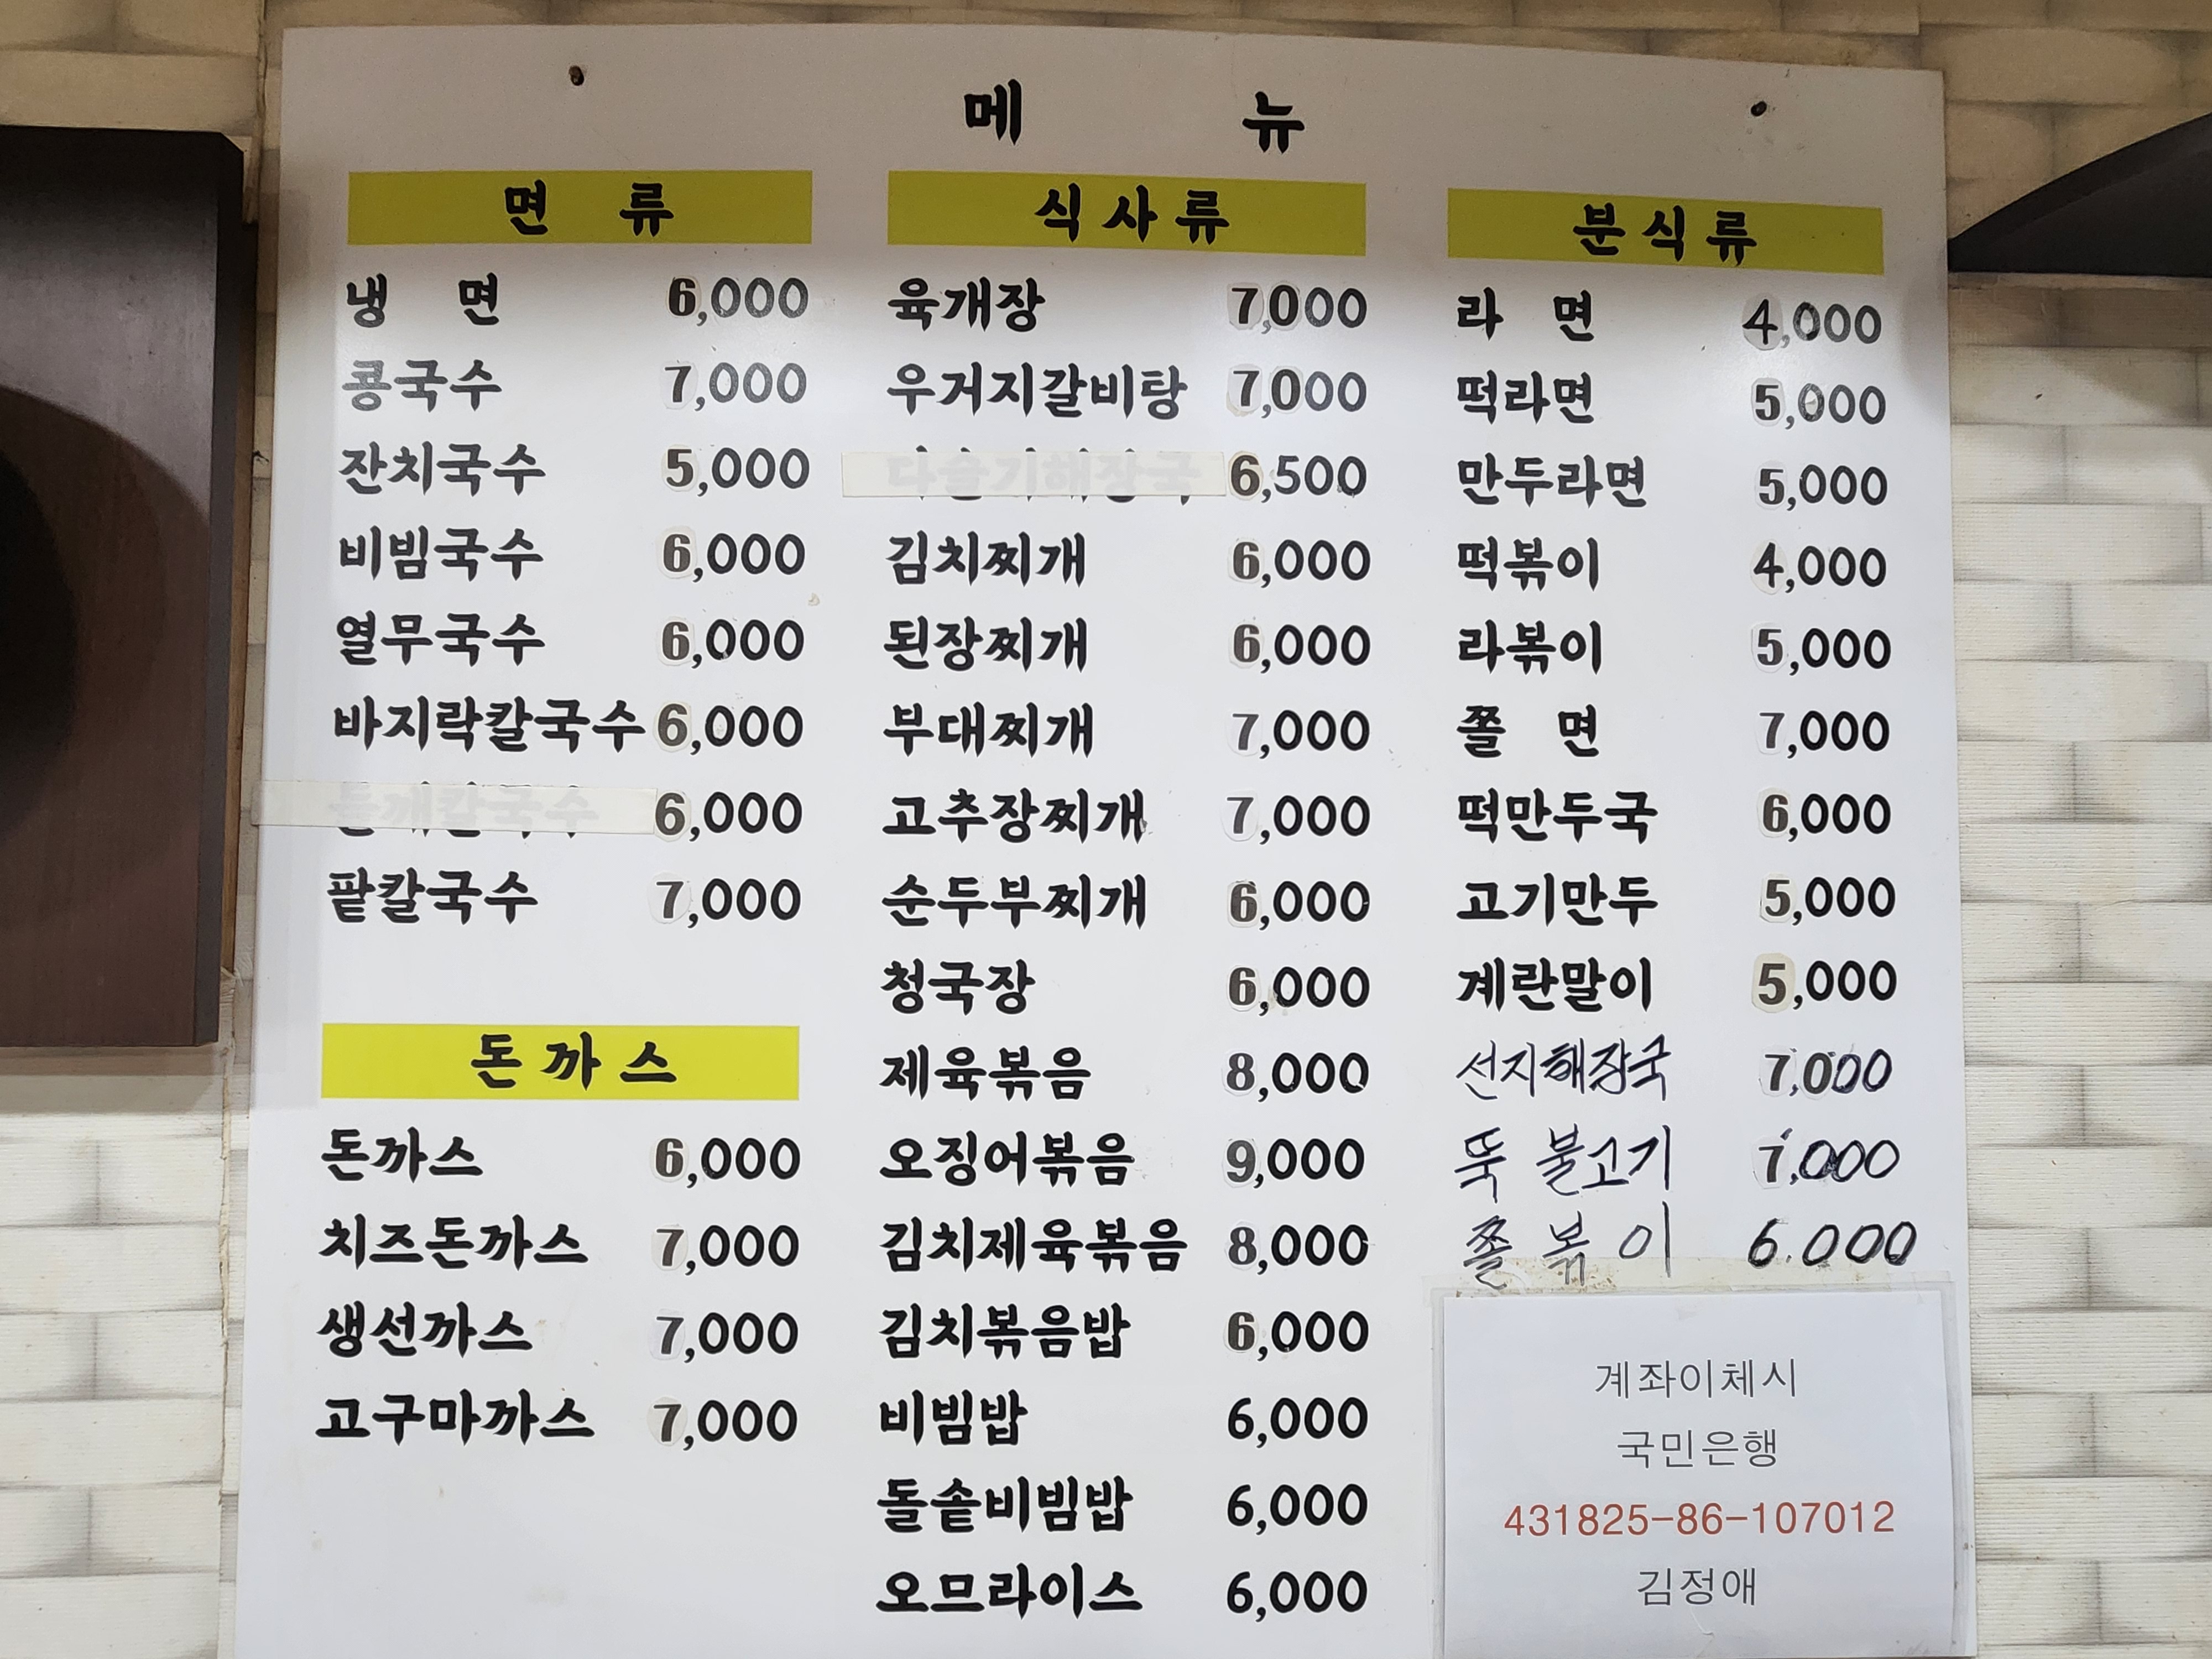 메 뉴
면 류
냉 면 6,000
콩국수 7,000
잔치국수 5,000
비빔국수 6,000
열무국수 6,000
바지락칼국수 6,000
들깨칼국수 6,000
팥칼국수 7,000
돈까스
돈까스 6,000
치즈돈까스 7,000
생선까스 7,000
고구마까스 7,000
식사류
육개장 7,000
우거지갈비탕 7,000
다슬기해장국 6,500
김치찌개 6,000
된장찌개 6,000
부대찌개 7,000
고추장찌개 7,000
순두부찌개 6,000
청국장 6,000
제육볶음 8,000
오징어볶음 9,000
김치제육볶음 8,000
김치볶음밥 6,000
비빔밥 6,000
돌솥비빔밥 6,000
오므라이스 6,000
분식류
라 면 4,000
떡라면 5,000
만두라면 5,000
떡볶이 4,000
라볶이 5,000
쫄 면 7,000
떡만두국 6,000
고기만두 5,000
계란말이 5,000
선지해장국 7,000
뚝 불고기 7,000
쫄볶이 6.000
계좌이체시
국민은행
431825-86-107012
김정애